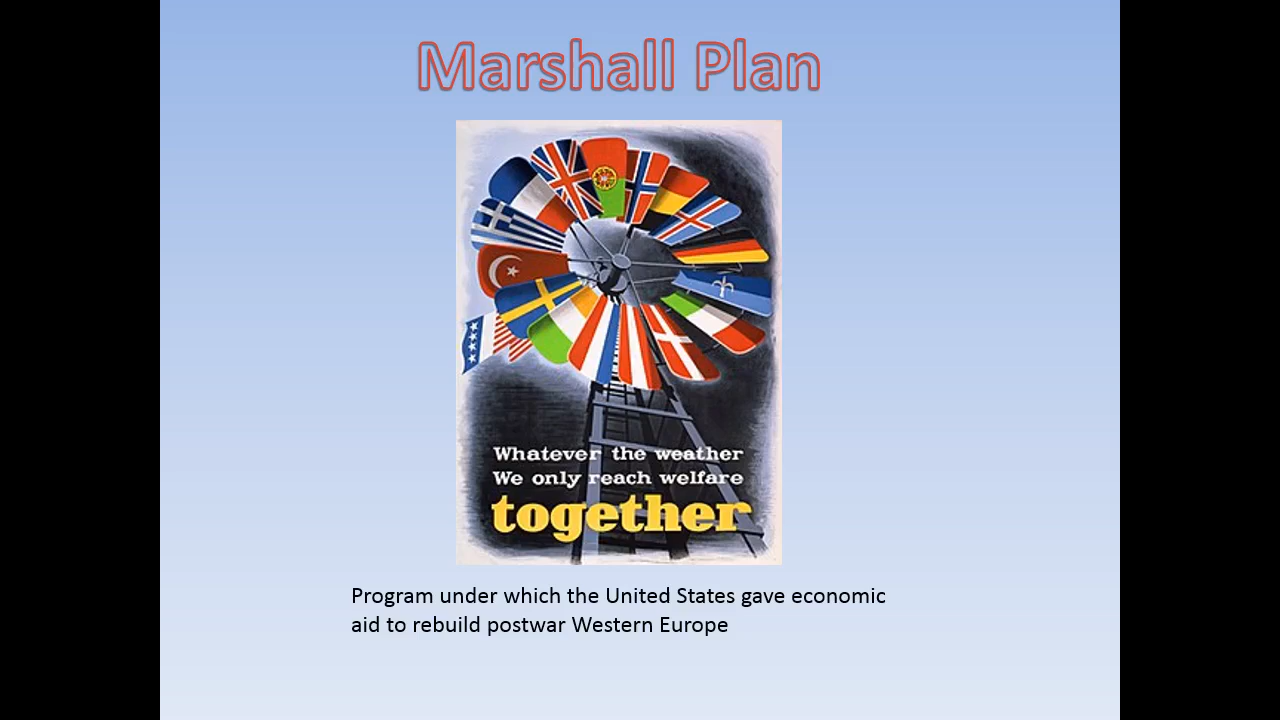 Marshall Plan
Whatever the weather
We only reach welfare
together
Program under which the United States gave economic
aid to rebuild postwar Western Europe